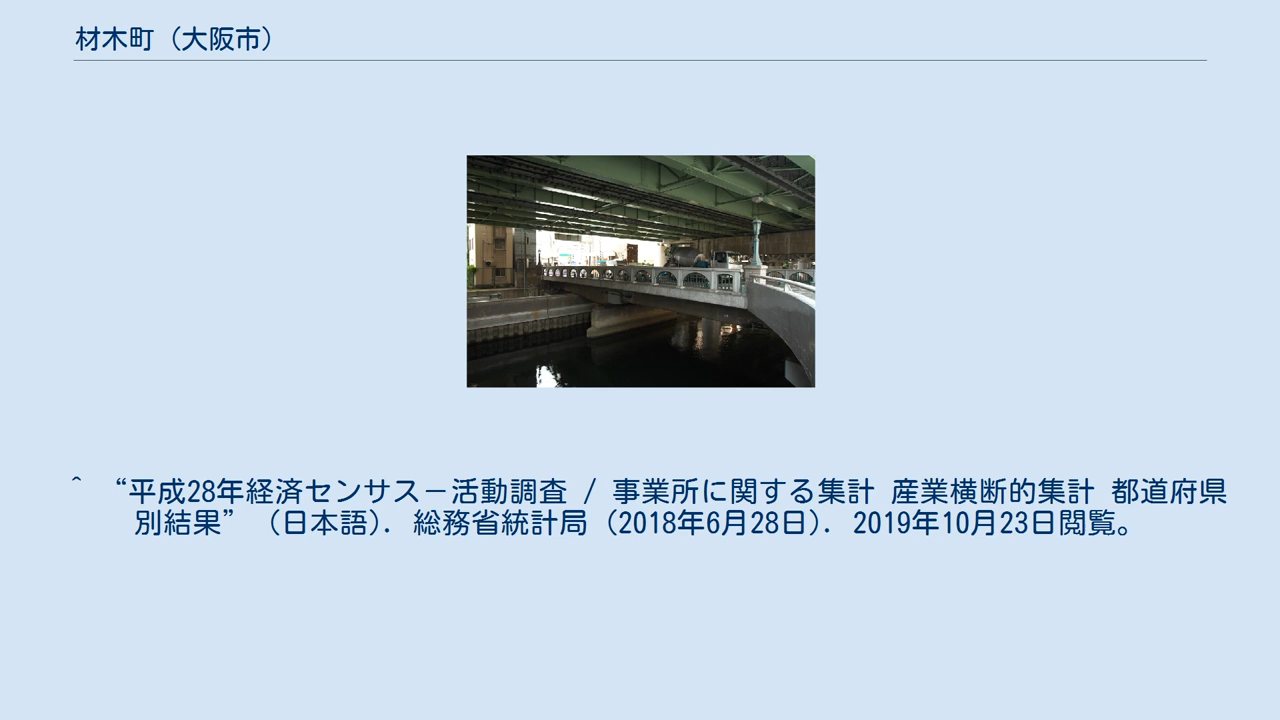 材木町（大阪市）
^ “平成28年経済センサス－活動調査 / 事業所に関する集計 産業横断的集計 都道府県
別結果” (日本語). 総務省統計局 (2018年6月28日). 2019年10月23日閲覧。